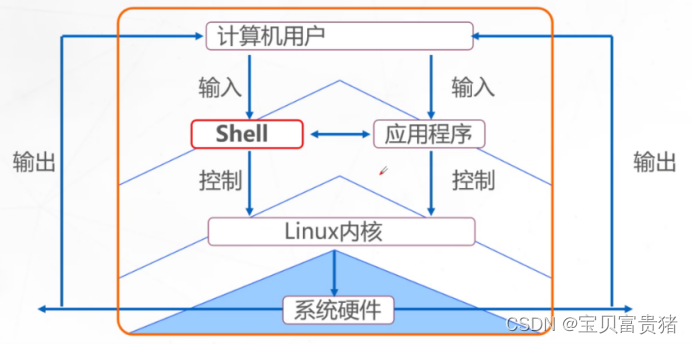 计算机用户
输入
输入
Shell
应用程序
输出
输出
控制
控制
Linux内核
系统硬件
CSDN @宝贝富贵猪